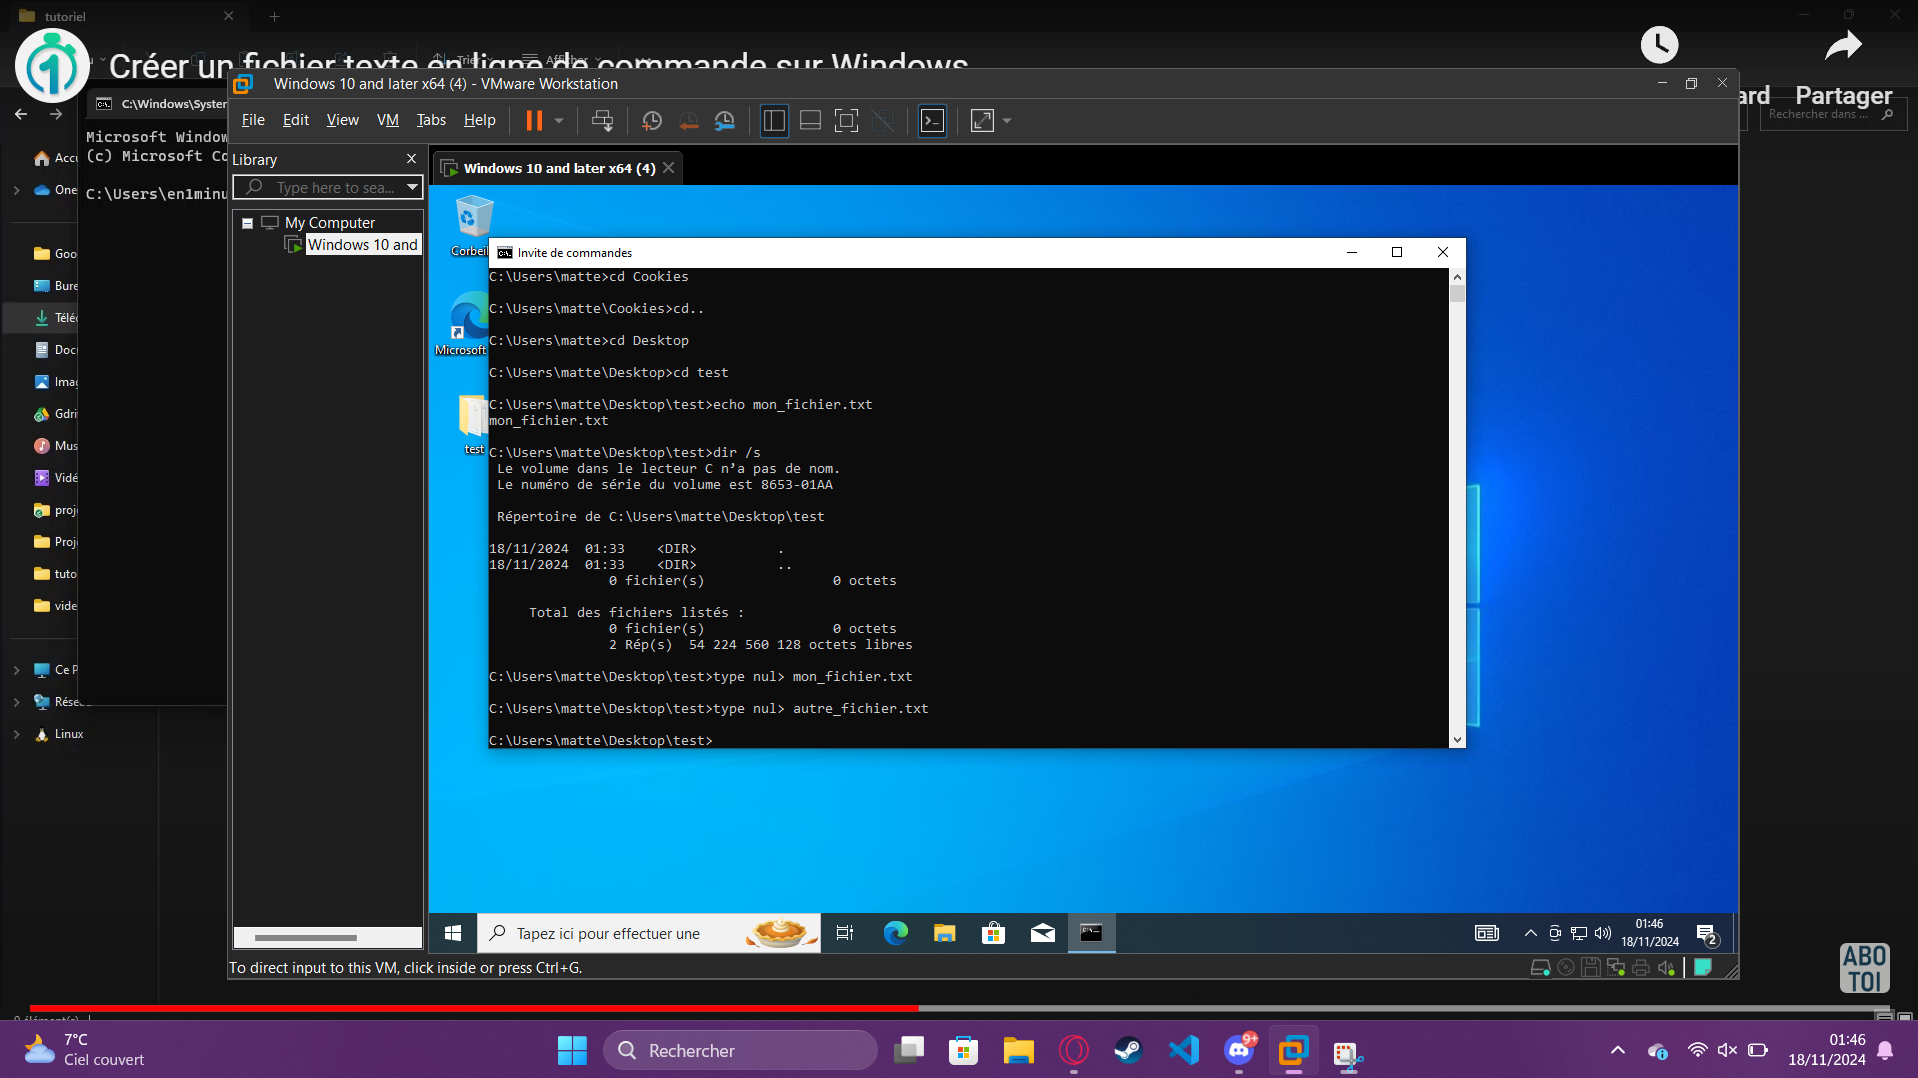 tutoriel
Créer un fichier texte en ligne de commande sur Windows
Partager
Rechercher dans ...
C:\Windows\System
Microsoft Window
(c) Microsoft Co
C:\Users\en1minu
Windows 10 and later x64 (4) - VMware Workstation
File Edit View VM Tabs Help
Library
Type here to sea...
My Computer
Windows 10 and
Windows 10 and later x64 (4)
Corbeil
Microsoft
test
Invite de commandes
C:\Users\matte>cd Cookies
C:\Users\matte\Cookies>cd..
C:\Users\matte>cd Desktop
C:\Users\matte\Desktop>cd test
C:\Users\matte\Desktop\test>echo mon_fichier.txt
mon_fichier.txt
C:\Users\matte\Desktop\test>dir /s
Le volume dans le lecteur C n’a pas de nom.
Le numéro de série du volume est 8653-01AA
Répertoire de C:\Users\matte\Desktop\test
18/11/2024  01:33    <DIR>          .
18/11/2024  01:33    <DIR>          ..
0 fichier(s)                0 octets
Total des fichiers listés :
0 fichier(s)                0 octets
2 Rép(s)  54 224 560 128 octets libres
C:\Users\matte\Desktop\test>type nul> mon_fichier.txt
C:\Users\matte\Desktop\test>type nul> autre_fichier.txt
C:\Users\matte\Desktop\test>
Accu
One
Goo
Bure
Téléc
Docu
Imag
Gdri
Mus
Vidé
proj
Proj
tuto
vide
Ce P
Résea
Linux
Tapez ici pour effectuer une
01:46
18/11/2024
2
To direct input to this VM, click inside or press Ctrl+G.
ABO
TOI
7°C
Ciel couvert
Rechercher
9+
01:46
18/11/2024